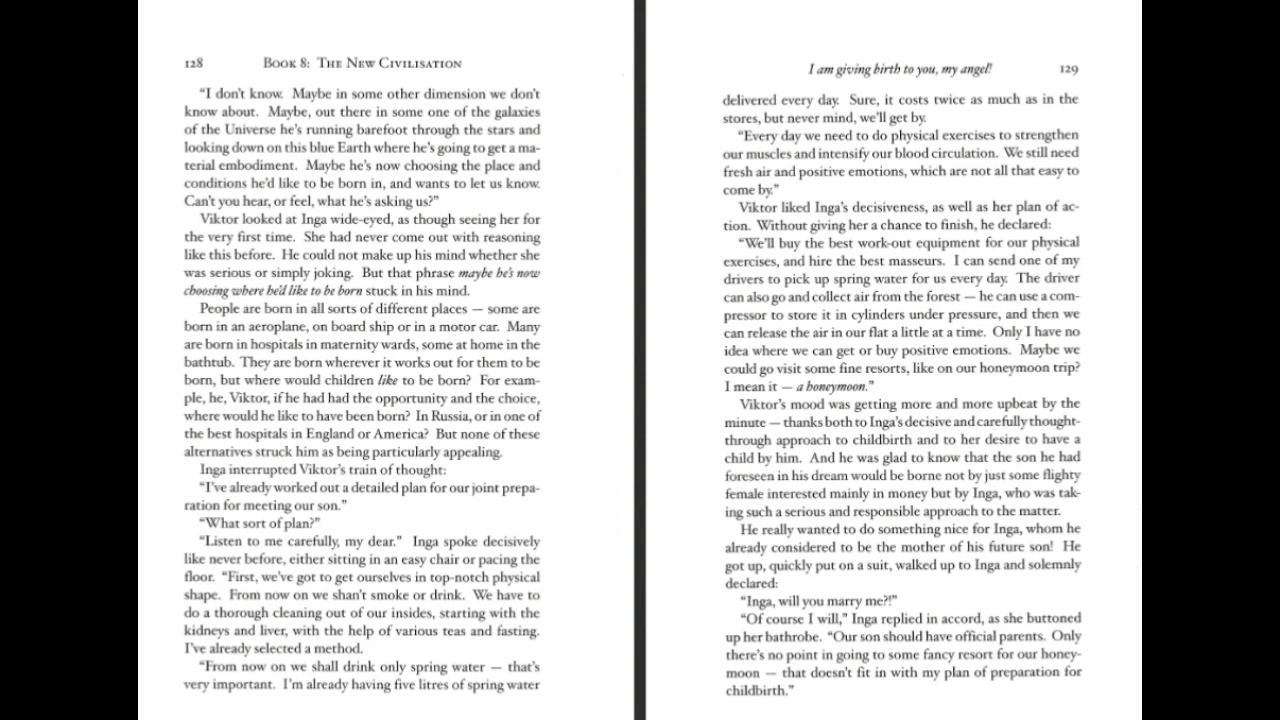 128 Book 8: The New Civilisation
“I don’t know. Maybe in some other dimension we don’t
know about. Maybe, out there in some one of the galaxies
of the Universe he’s running barefoot through the stars and
looking down on this blue Earth where he’s going to get a ma-
terial embodiment. Maybe he’s now choosing the place and
conditions he’d like to be born in, and wants to let us know.
Can’t you hear, or feel, what he’s asking us?”
Viktor looked at Inga wide-eyed, as though seeing her for
the very first time. She had never come out with reasoning
like this before. He could not make up his mind whether she
was serious or simply joking. But that phrase maybe he’s now
choosing where he’d like to be born stuck in his mind.
People are born in all sorts of different places — some are
born in an aeroplane, on board ship or in a motor car. Many
are born in hospitals in maternity wards, some at home in the
bathtub. They are born wherever it works out for them to be
born, but where would children like to be born? For exam-
ple, he, Viktor, if he had had the opportunity and the choice,
where would he like to have been born? In Russia, or in one of
the best hospitals in England or America? But none of these
alternatives struck him as being particularly appealing.
Inga interrupted Viktor’s train of thought:
“I’ve already worked out a detailed plan for our joint prepa-
ration for meeting our son.”
“What sort of plan?”
“Listen to me carefully, my dear.” Inga spoke decisively
like never before, either sitting in an easy chair or pacing the
floor. “First, we’ve got to get ourselves in top-notch physical
shape. From now on we shan’t smoke or drink. We have to
do a thorough cleaning out of our insides, starting with the
kidneys and liver, with the help of various teas and fasting.
I’ve already selected a method.
“From now on we shall drink only spring water — that’s
very important. I’m already having five litres of spring water
I am giving birth to you, my angel! 129
delivered every day. Sure, it costs twice as much as in the
stores, but never mind, we’ll get by.
“Every day we need to do physical exercises to strengthen
our muscles and intensify our blood circulation. We still need
fresh air and positive emotions, which are not all that easy to
come by.”
Viktor liked Inga’s decisiveness, as well as her plan of ac-
tion. Without giving her a chance to finish, he declared:
“We’ll buy the best work-out equipment for our physical
exercises, and hire the best masseurs. I can send one of my
drivers to pick up spring water for us every day. The driver
can also go and collect air from the forest — he can use a com-
pressor to store it in cylinders under pressure, and then we
can release the air in our flat a little at a time. Only I have no
idea where we can get or buy positive emotions. Maybe we
could go visit some fine resorts, like on our honeymoon trip?
I mean it — a honeymoon.”
Viktor’s mood was getting more and more upbeat by the
minute — thanks both to Inga’s decisive and carefully thought-
through approach to childbirth and to her desire to have a
child by him. And he was glad to know that the son he had
foreseen in his dream would be borne not by just some flighty
female interested mainly in money but by Inga, who was tak-
ing such a serious and responsible approach to the matter.
He really wanted to do something nice for Inga, whom he
already considered to be the mother of his future son! He
got up, quickly put on a suit, walked up to Inga and solemnly
declared:
“Inga, will you marry me?!”
“Of course I will,” Inga replied in accord, as she buttoned
up her bathrobe. “Our son should have official parents. Only
there’s no point in going to some fancy resort for our honey-
moon — that doesn’t fit in with my plan of preparation for
childbirth.”